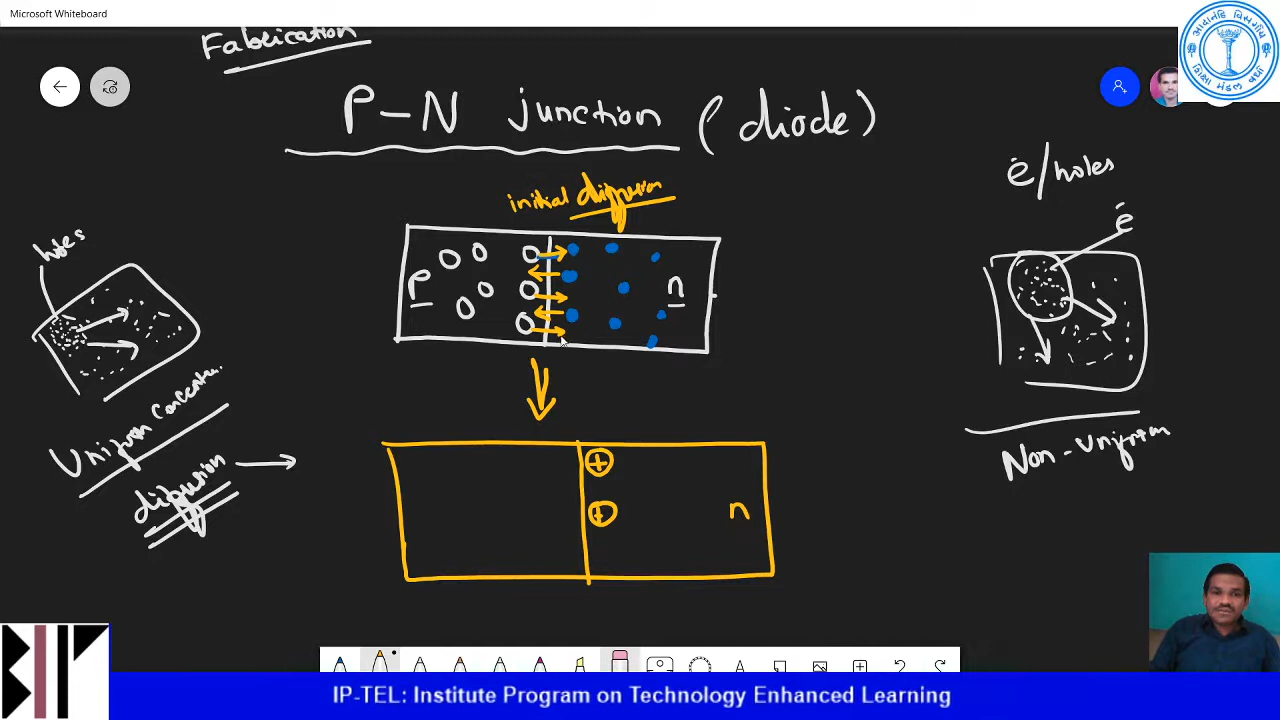 Microsoft Whiteboard
Fabrication
P-N junction (diode)
initial diffusion
p
n
holes
Uniform
diffusion
n
ē/holes
ē
Non-Uniform
IP-TEL: Institute Program on Technology Enhanced Learning